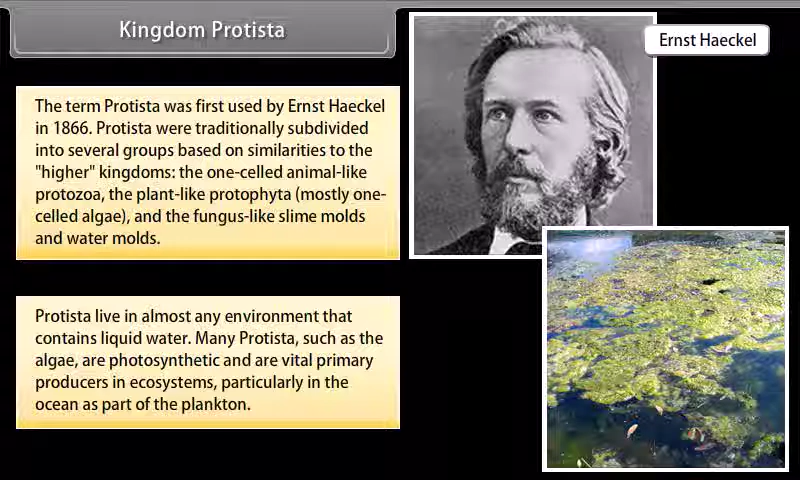 Kingdom Protista
Ernst Haeckel
The term Protista was first used by Ernst Haeckel
in 1866. Protista were traditionally subdivided
into several groups based on similarities to the
"higher" kingdoms: the one-celled animal-like
protozoa, the plant-like protophyta (mostly one-
celled algae), and the fungus-like slime molds
and water molds.
Protista live in almost any environment that
contains liquid water. Many Protista, such as the
algae, are photosynthetic and are vital primary
producers in ecosystems, particularly in the
ocean as part of the plankton.